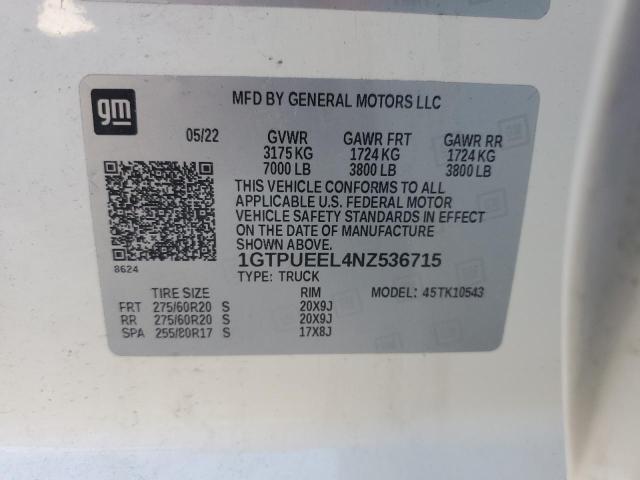 gm
MFD BY GENERAL MOTORS LLC
05/22 GVWR GAWR FRT GAWR RR
3175 KG 1724 KG 1724 KG
7000 LB 3800 LB 3800 LB
THIS VEHICLE CONFORMS TO ALL
APPLICABLE U.S. FEDERAL MOTOR
VEHICLE SAFETY STANDARDS IN EFFECT
ON THE DATE OF MANUFACTURE
SHOWN ABOVE.
8624
1GTPUEEL4NZ536715
TYPE: TRUCK
TIRE SIZE RIM MODEL: 45TK10543
FRT 275/60R20 S 20X9J
RR 275/60R20 S 20X9J
SPA 255/80R17 S 17X8J